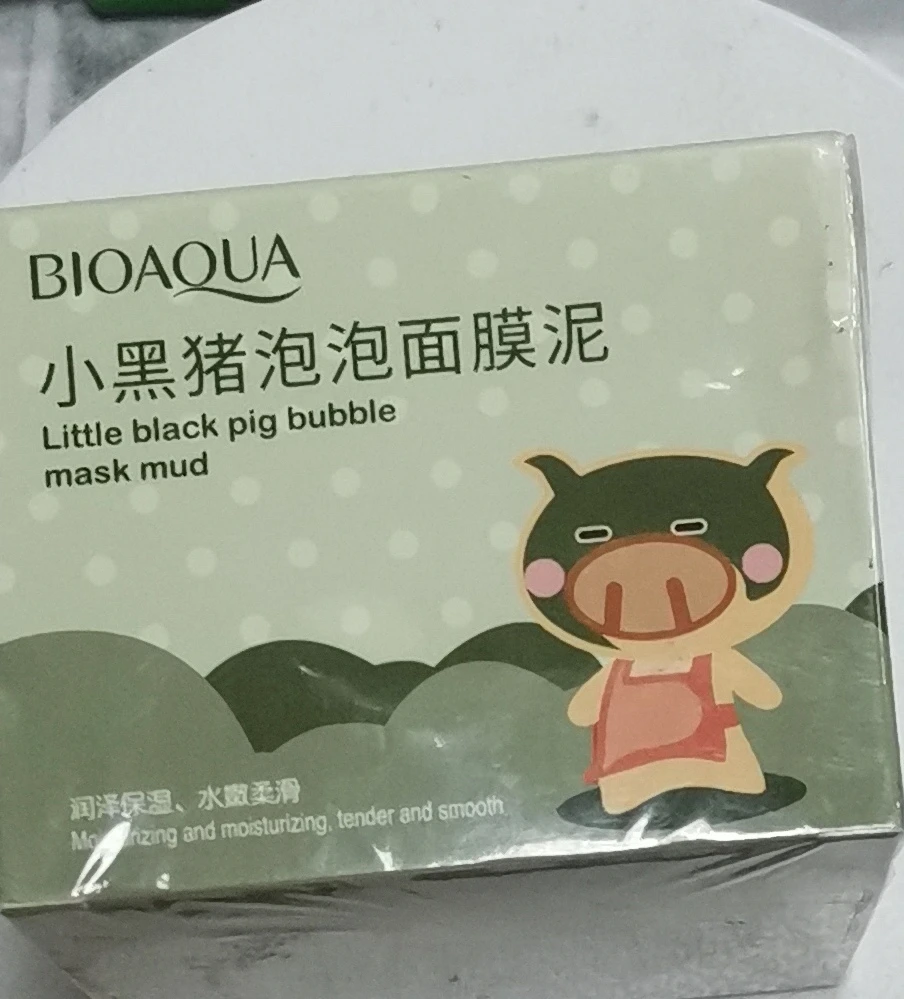 BIOAQUA
小黑猪泡泡面膜泥
Little black pig bubble
mask mud
润泽保湿、水嫩柔滑
and moisturizing, tender and smooth